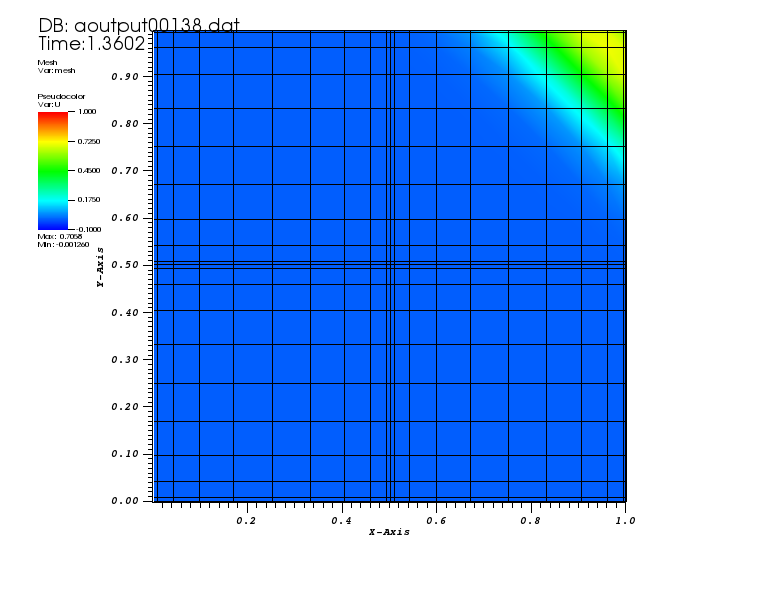 DB: aoutput00138.dat
Time:1.3602
Mesh
Var: mesh
Pseudocolor
Var: U
1.000
0.7250
0.4500
0.1750
-0.1000
Max: 0.7058
Min: -0.001260
0.90
0.80
0.70
0.60
0.50
0.40
0.30
0.20
0.10
0.00
Y-Axis
0.2
0.4
0.6
0.8
1.0
X-Axis